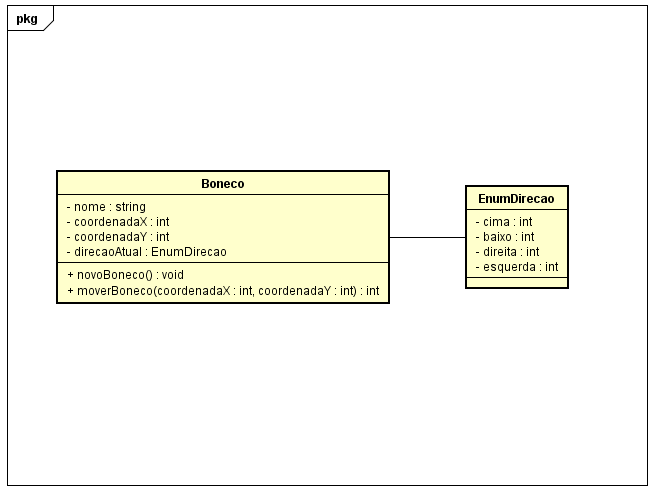 pkg
Boneco
- nome : string
- coordenadaX : int
- coordenadaY : int
- direcaoAtual : EnumDirecao
+ novoBoneco() : void
+ moverBoneco(coordenadaX : int, coordenadaY : int) : int
EnumDirecao
- cima : int
- baixo : int
- direita : int
- esquerda : int